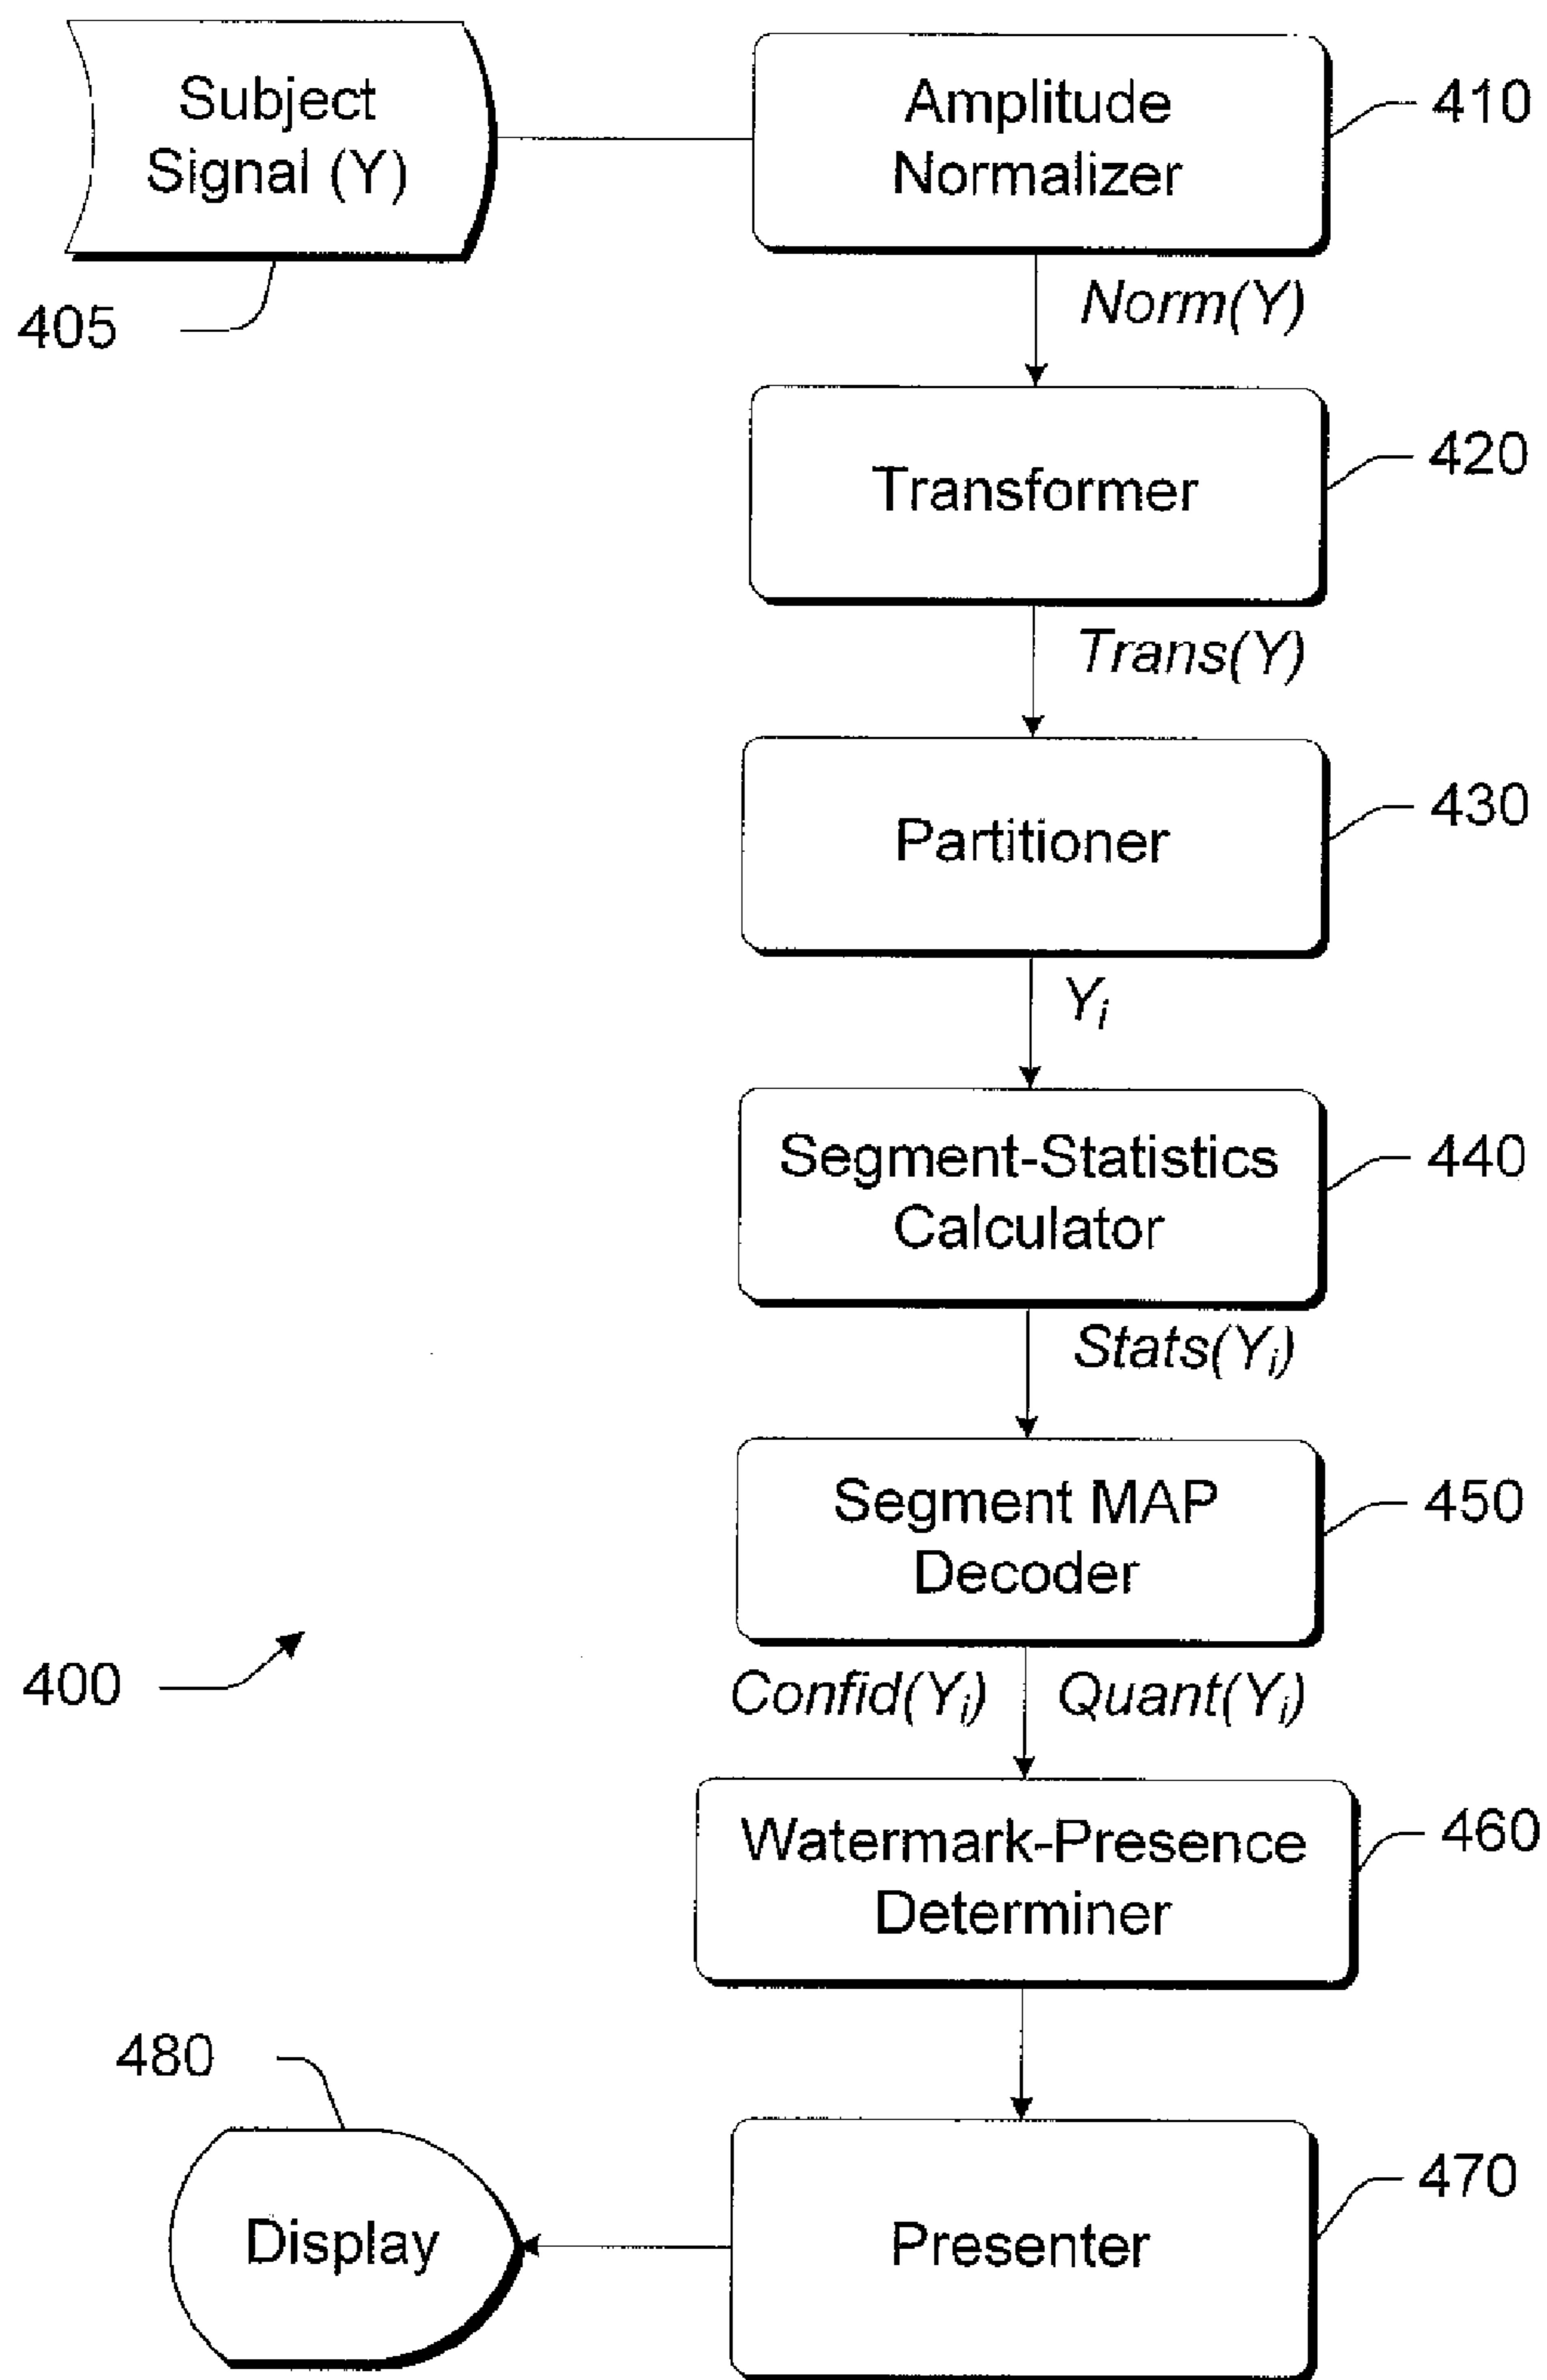 Subject
Signal (Y)
405
Amplitude
Normalizer
410
Norm(Y)
Transformer
420
Trans(Y)
Partitioner
430
Yi
Segment-Statistics
Calculator
440
Stats(Yi)
Segment MAP
Decoder
450
400
Confid(Yi) Quant(Yi)
Watermark-Presence
Determiner
460
480
Display
Presenter
470